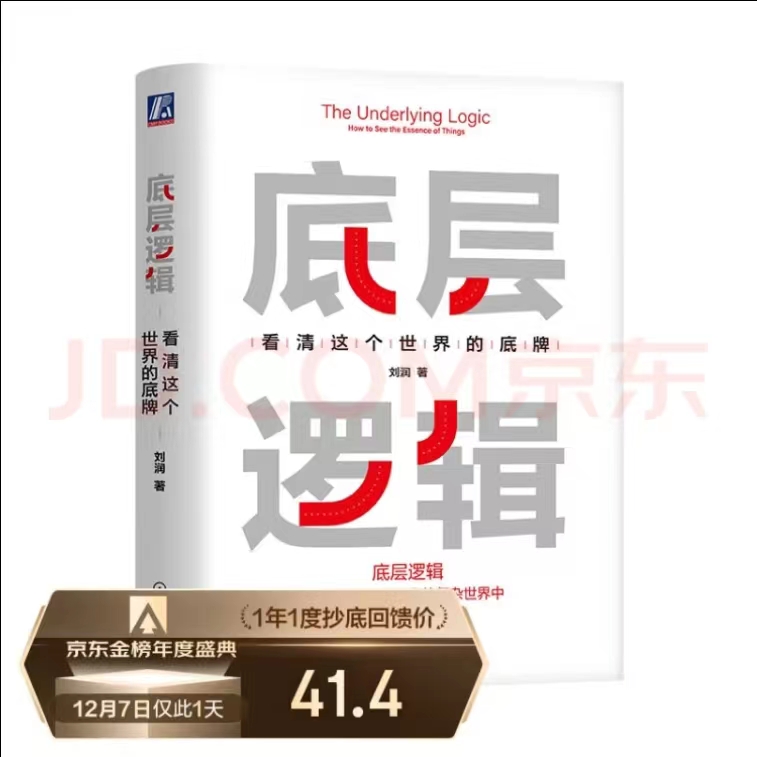 The Underlying Logic
How to See the Essence of Things
底层
看清这个世界的底牌
刘润 著
逻辑
底层逻辑
杂世界中
底层逻辑
看清这个
世界的底牌
刘润 著
JD.COM京东
京东金榜年度盛典
12月7日仅此1天
1年1度抄底回馈价
41.4